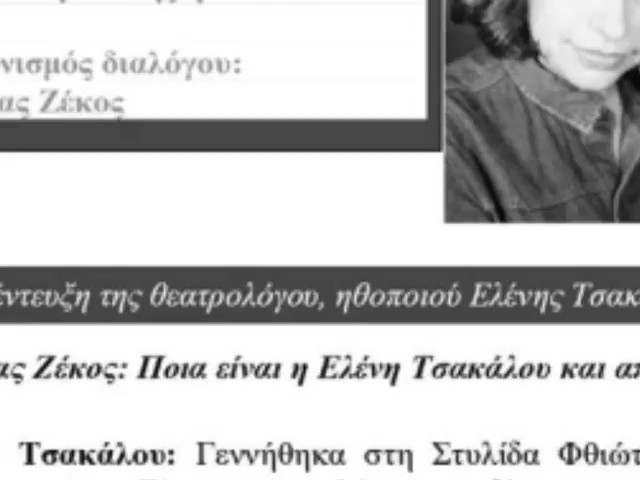 νισμός διαλόγου:
ας Ζέκος
έντευξη της θεατρολόγου, ηθοποιού Ελένης Τσακ
ας Ζέκος: Ποια είναι η Ελένη Τσακάλου και απ
Τσακάλου: Γεννήθηκα στη Στυλίδα Φθιώτ